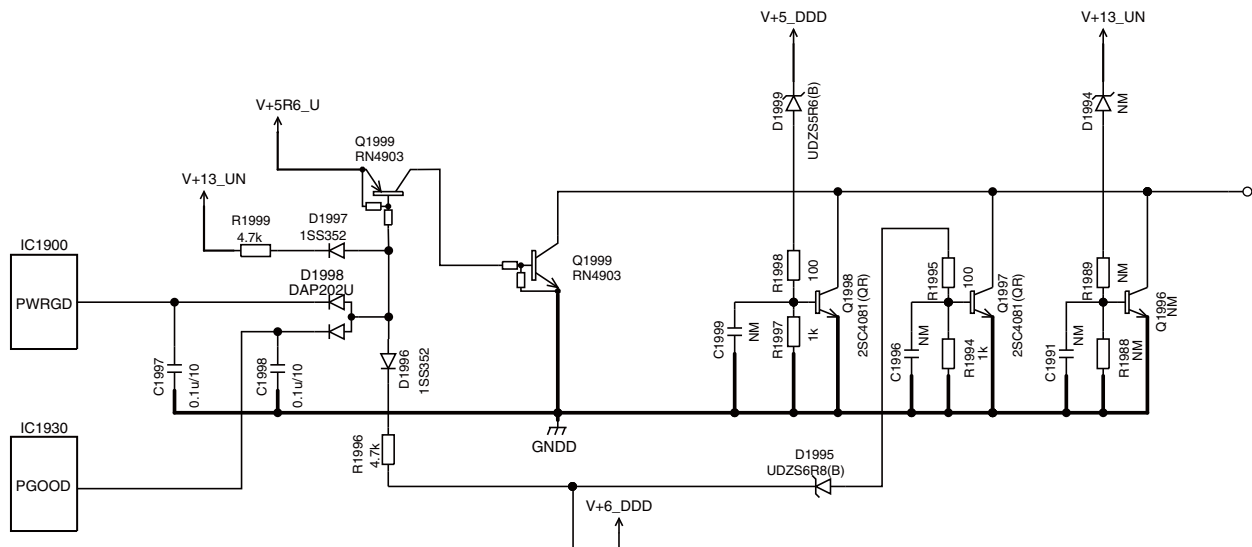 V+5_DDD
V+13_UN
V+5R6_U
Q1999
RN4903
D1999
UDZS5R6(B)
D1994
NM
V+13_UN
R1999
4.7k
D1997
1SS352
IC1900
PWRGD
D1998
DAP202U
Q1999
RN4903
R1998
100
R1995
100
R1989
NM
Q1998
2SC4081(QR)
Q1997
2SC4081(QR)
Q1996
NM
C1999
NM
R1997
1k
C1996
NM
R1994
1k
C1991
NM
R1988
NM
C1997
0.1u/10
C1998
0.1u/10
D1996
1SS352
IC1930
PGOOD
GNDD
R1996
4.7k
D1995
UDZS6R8(B)
V+6_DDD